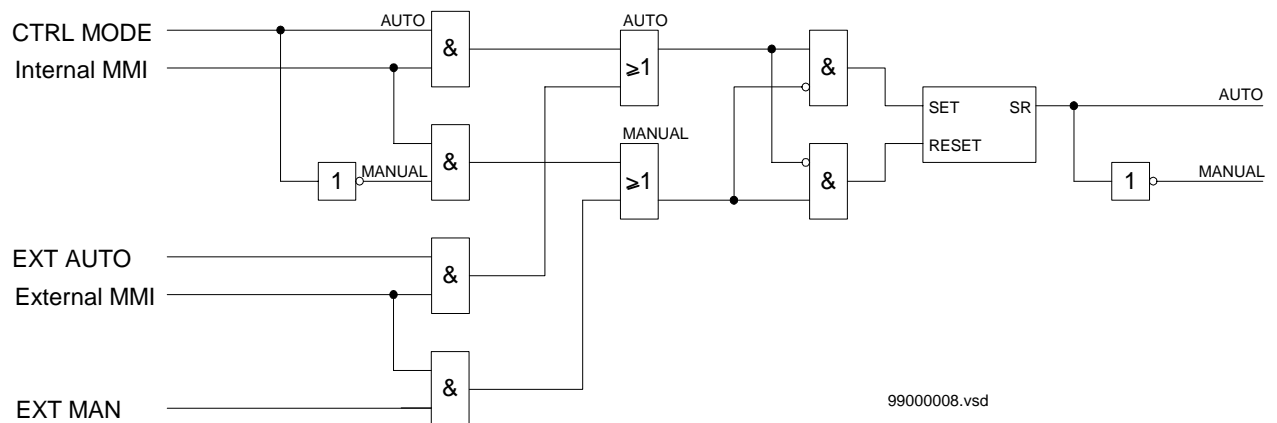 AUTO
CTRL MODE
&
AUTO
≥1
&
Internal MMI
SET
SR
AUTO
&
MANUAL
RESET
1
MANUAL
≥1
&
1
MANUAL
EXT AUTO
&
External MMI
&
EXT MAN
99000008.vsd